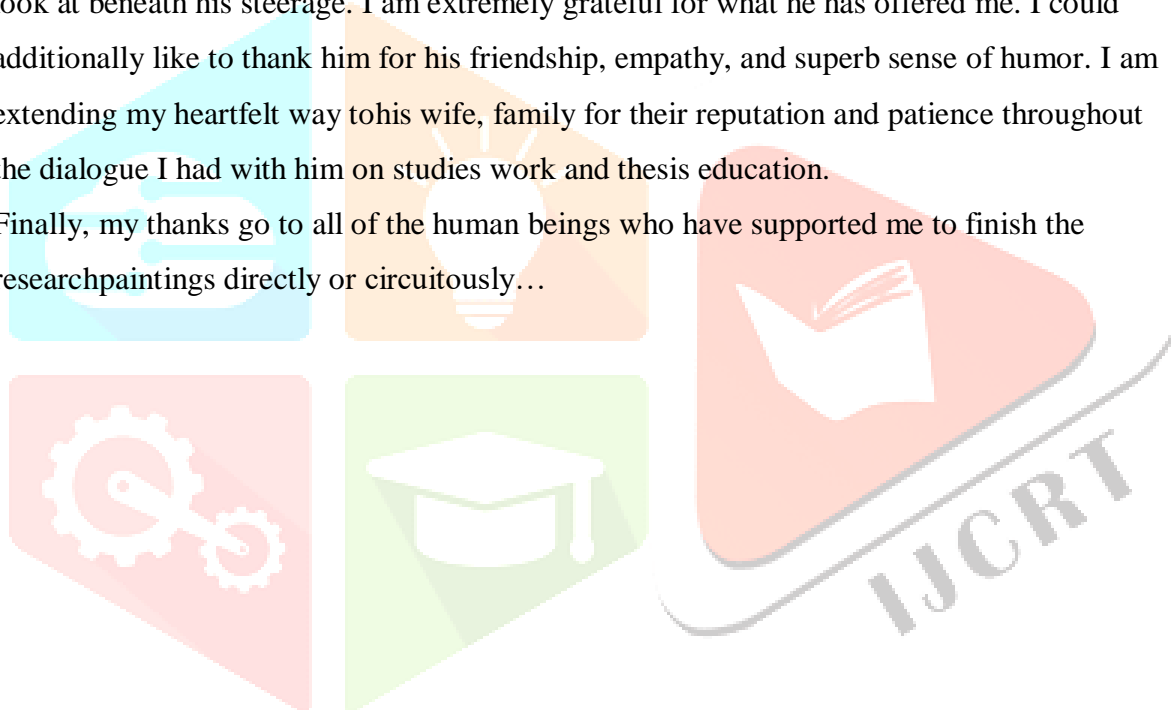 look at beneath his steerage. I am extremely grateful for what he has offered me. I could
additionally like to thank him for his friendship, empathy, and superb sense of humor. I am
extending my heartfelt way tohis wife, family for their reputation and patience throughout
the dialogue I had with him on studies work and thesis education.
Finally, my thanks go to all of the human beings who have supported me to finish the
researchpaintings directly or circuitously…
IJCRT